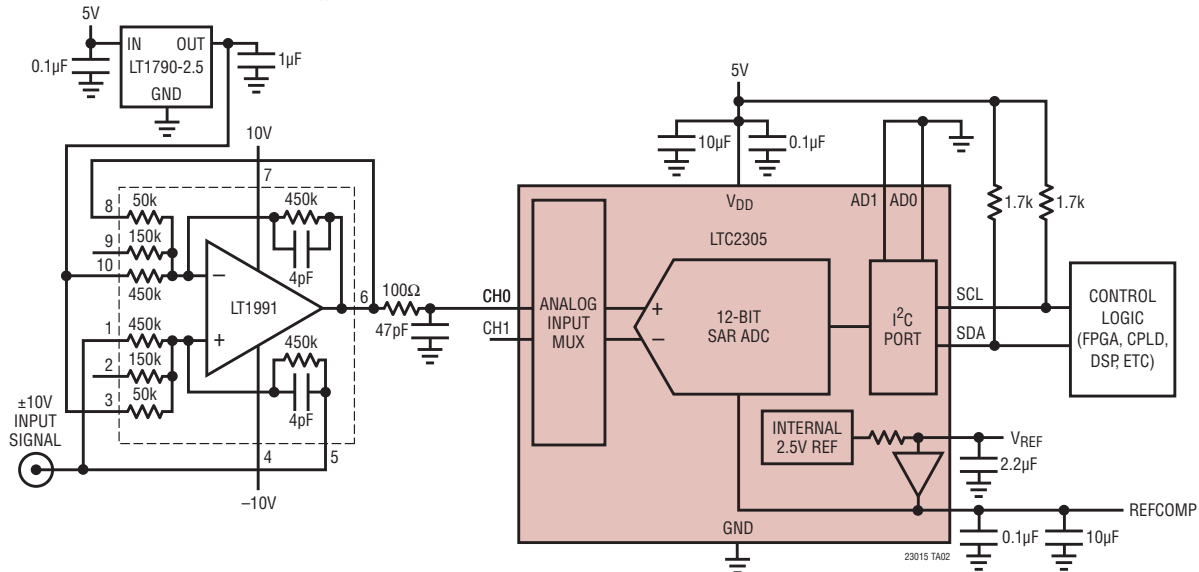 5V
IN OUT
LT1790-2.5
GND
0.1µF
1µF
10V
7
8
50k
9
150k
10
450k
450k
4pF
LT1991
6
100Ω
47pF
1
450k
2
150k
3
50k
450k
4pF
±10V
INPUT
SIGNAL
4
5
–10V
5V
10µF
0.1µF
VDD
AD1 AD0
LTC2305
CH0
CH1
ANALOG
INPUT
MUX
+
–
12-BIT
SAR ADC
I2C
PORT
1.7k
1.7k
SCL
SDA
CONTROL
LOGIC
(FPGA, CPLD,
DSP, ETC)
INTERNAL
2.5V REF
VREF
2.2µF
REFCOMP
GND
0.1µF
10µF
23015 TA02